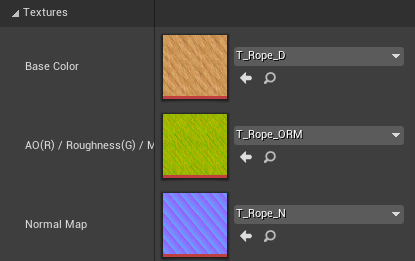 Textures
Base Color
T_Rope_D
AO(R) / Roughness(G) / M
T_Rope_ORM
Normal Map
T_Rope_N